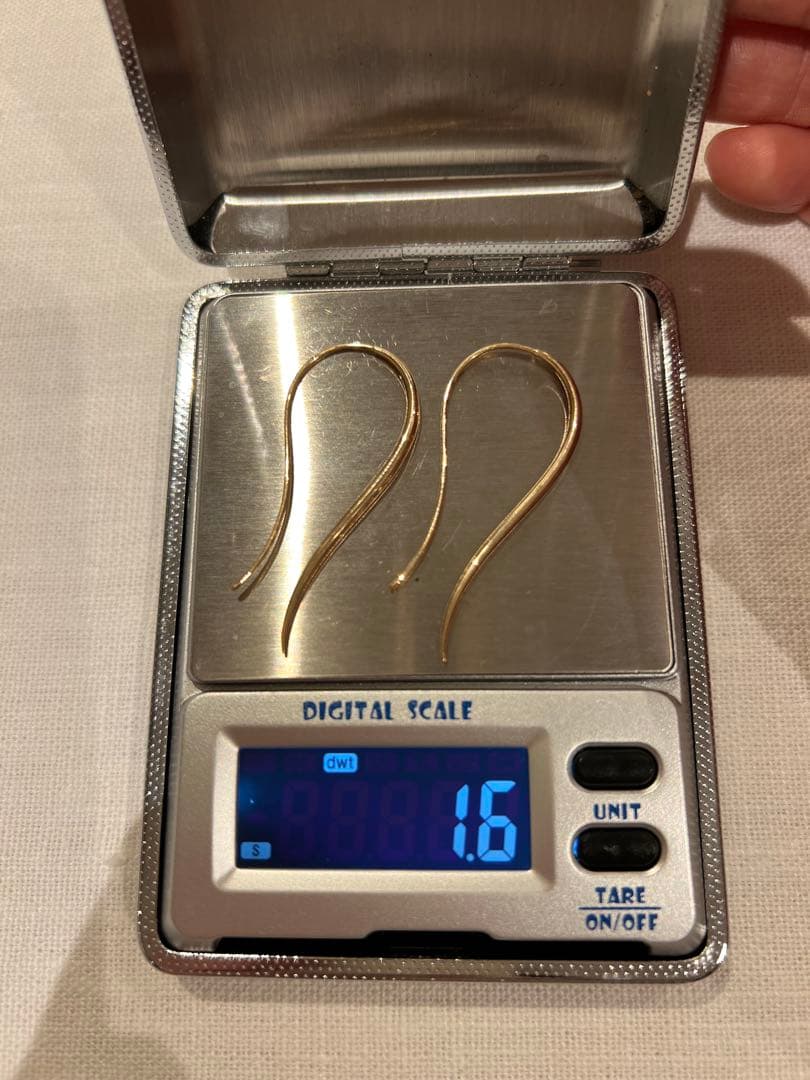 DIGITAL SCALE
dwt
1.6
S
UNIT
TARE
ON/OFF